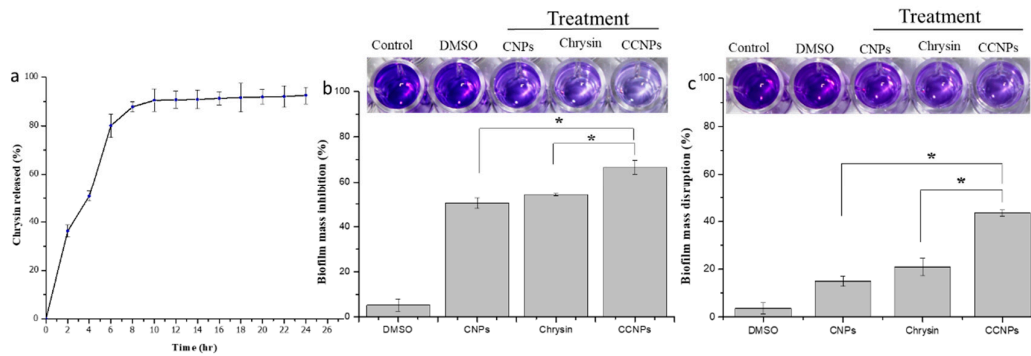 a
Chrysin released (%)
100
80
60
40
20
0
0 2 4 6 8 10 12 14 16 18 20 22 24 26
Time (hr)
Treatment
Control DMSO CNPs Chrysin CCNPs
b
Biofilm mass inhibition (%)
100
80
60
40
20
0
* *
DMSO CNPs Chrysin CCNPs
Treatment
Control DMSO CNPs Chrysin CCNPs
c
Biofilm mass disruption (%)
100
80
60
40
20
0
*
*
DMSO CNPs Chrysin CCNPs